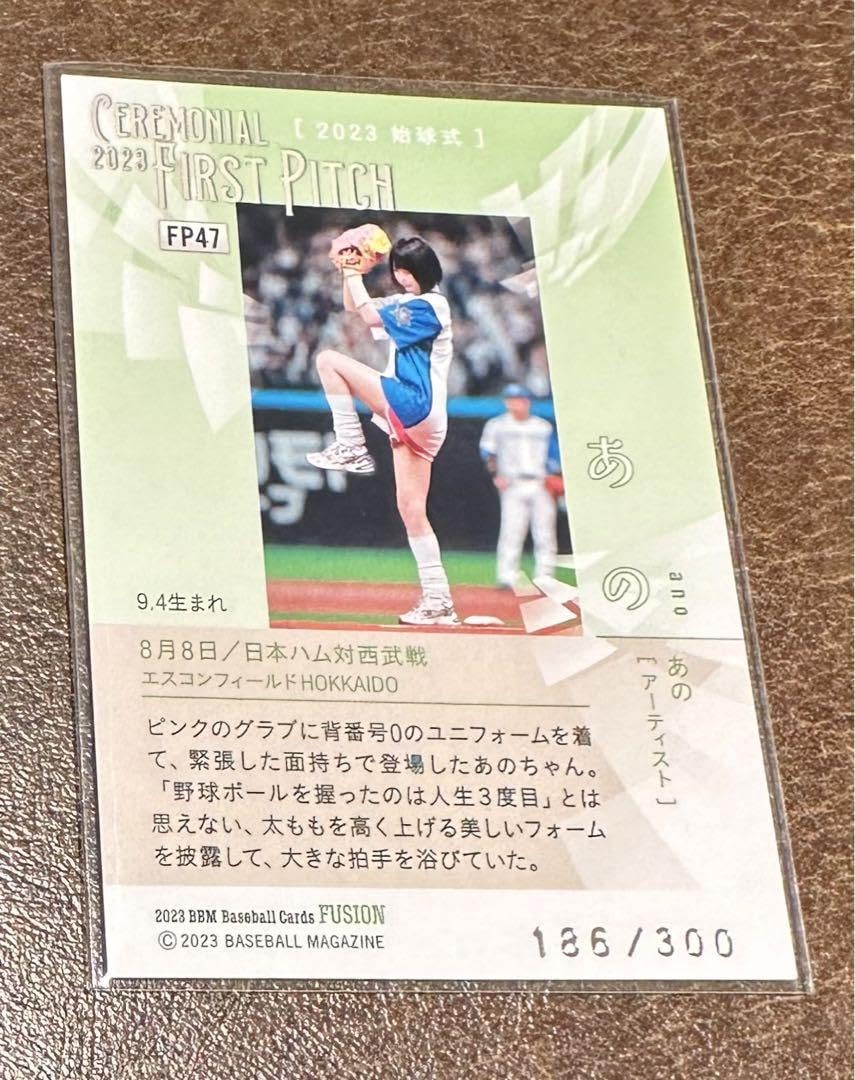 CEREMONIAL
[ 2023 始球式 ]
2023 FIRST PITCH
FP47
あの
ano
あの
[アーティスト]
9.4生まれ
8月8日／日本ハム対西武戦
エスコンフィールドHOKKAIDO
ピンクのグラブに背番号0のユニフォームを着
て、緊張した面持ちで登場したあのちゃん。
「野球ボールを握ったのは人生3度目」とは
思えない、太ももを高く上げる美しいフォーム
を披露して、大きな拍手を浴びていた。
2023 BBM Baseball Cards FUSION
©2023 BASEBALL MAGAZINE
186/300